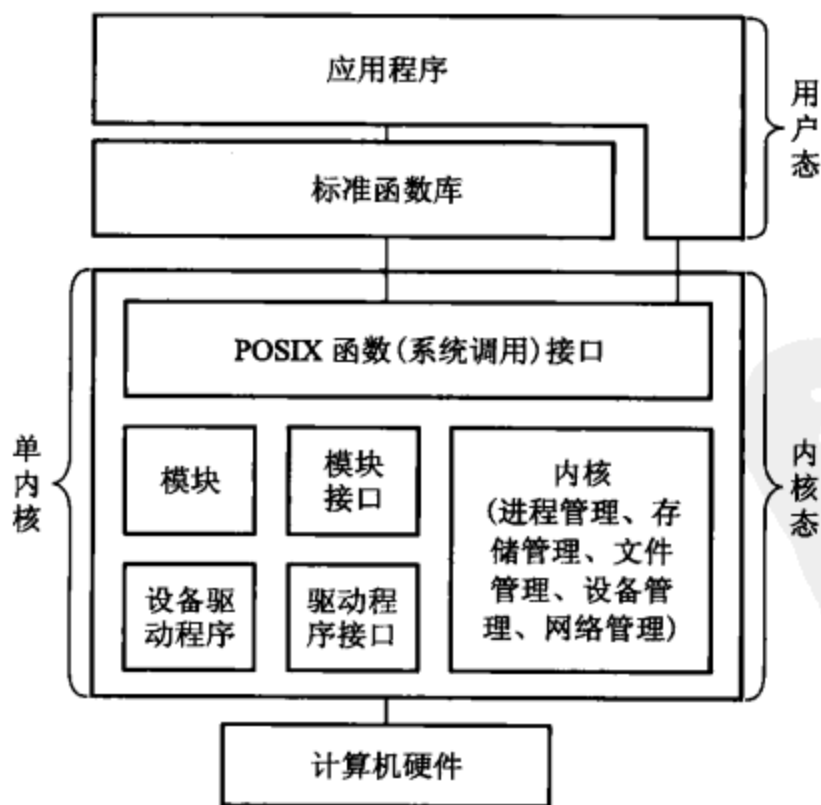 应用程序
用户态
标准函数库
POSIX 函数(系统调用)接口
单内核
模块
模块
接口
内核
(进程管理、存
储管理、文件
管理、设备管
理、网络管理)
内核态
设备驱
动程序
驱动程
序接口
计算机硬件